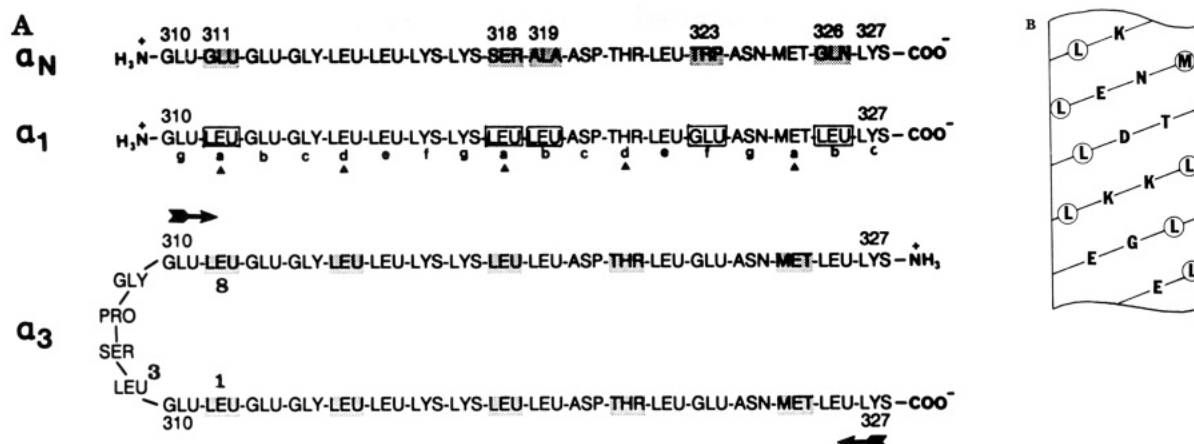 A
310 311 318 319 323 326 327
αN H₃N⁺–GLU-GLU-GLU-GLY-LEU-LEU-LYS-LYS-SER-ALA-ASP-THR-LEU-TRP-ASN-MET-GLN-LYS–COO⁻
310 327
α1 H₃N⁺–GLU-LEU-GLU-GLY-LEU-LEU-LYS-LYS-LEU-LEU-ASP-THR-LEU-GLU-ASN-MET-LEU-LYS–COO⁻
g a b c d e f g a b c d e f g a b c
310 327
GLU-LEU-GLU-GLY-LEU-LEU-LYS-LYS-LEU-LEU-ASP-THR-LEU-GLU-ASN-MET-LEU-LYS–N⁺H₃
GLY
8
PRO
α3
SER
LEU 3
1
GLU-LEU-GLU-GLY-LEU-LEU-LYS-LYS-LEU-LEU-ASP-THR-LEU-GLU-ASN-MET-LEU-LYS–COO⁻
310 327
B
L K
L E N M
L D T
L K K L
E G L
E L